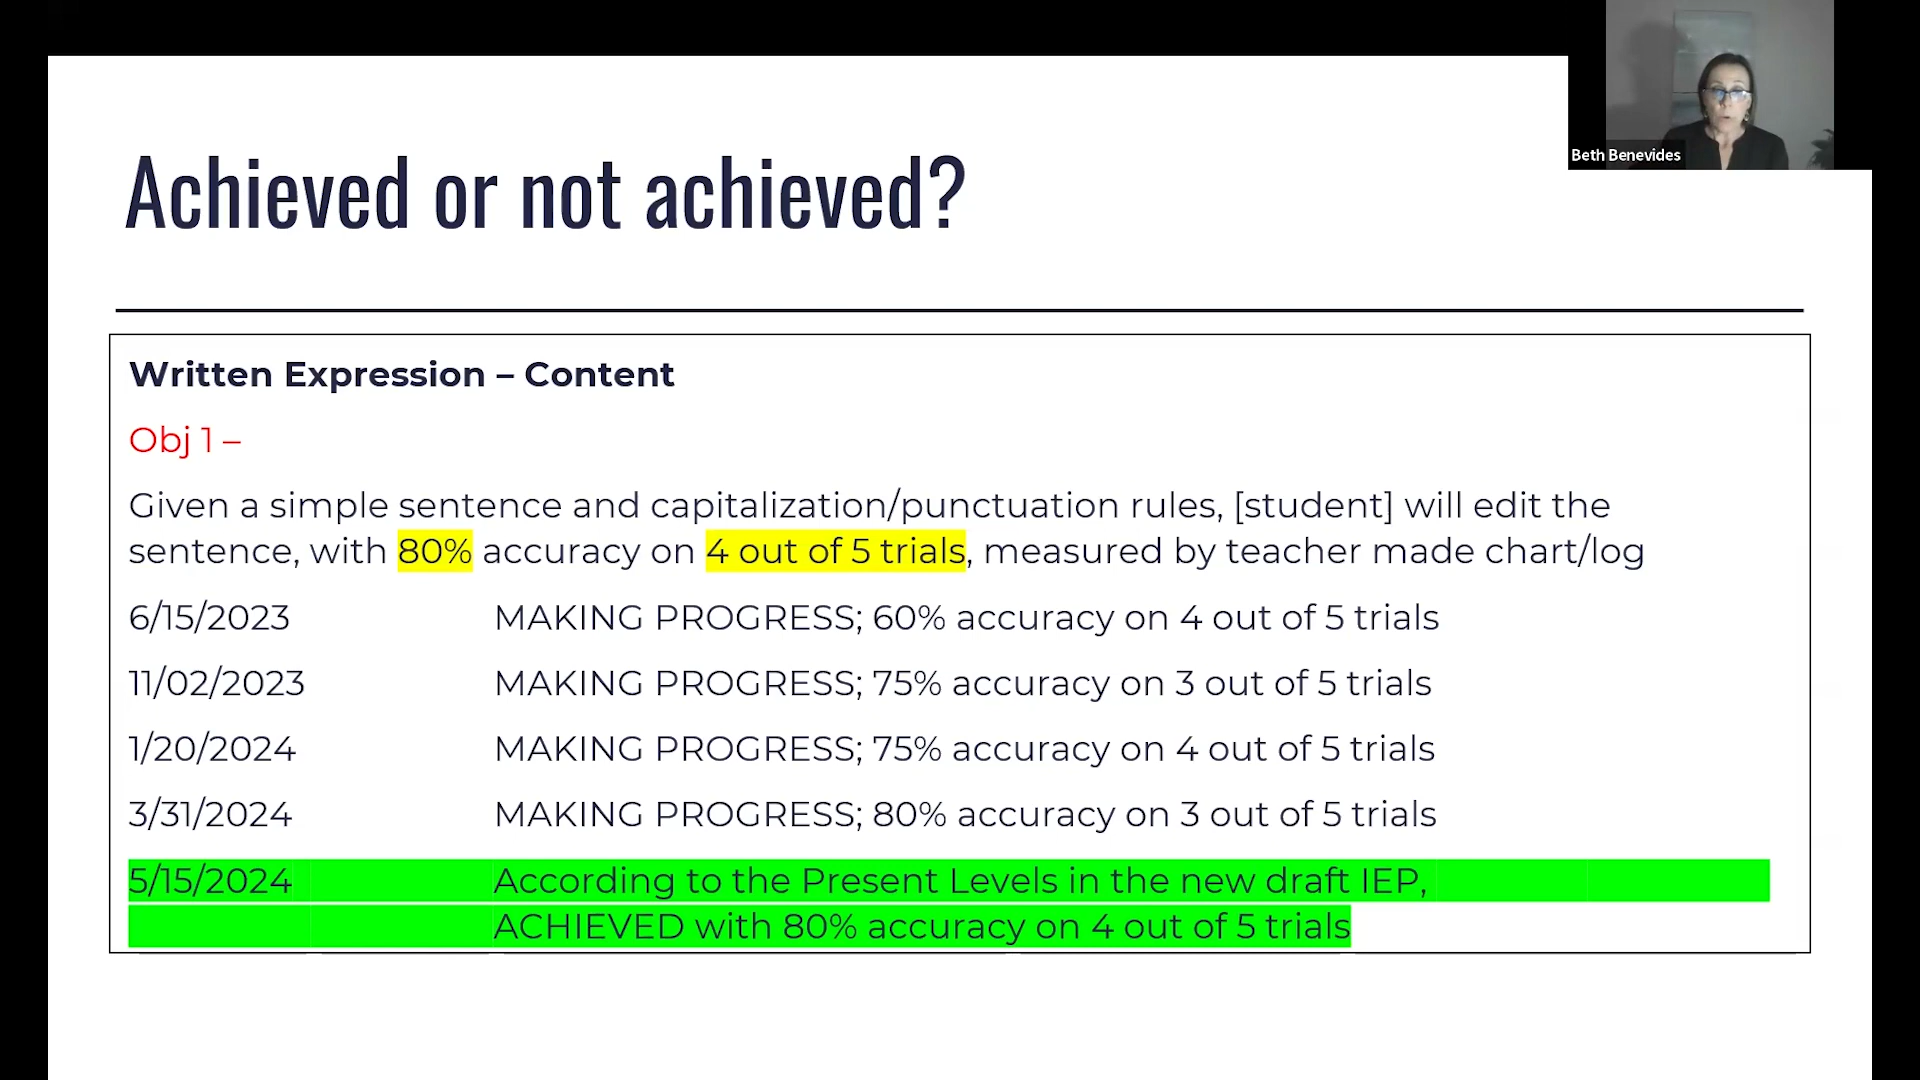 Beth Benevides
Achieved or not achieved?
Written Expression – Content
Obj 1 –
Given a simple sentence and capitalization/punctuation rules, [student] will edit the
sentence, with 80% accuracy on 4 out of 5 trials, measured by teacher made chart/log
6/15/2023 MAKING PROGRESS; 60% accuracy on 4 out of 5 trials
11/02/2023 MAKING PROGRESS; 75% accuracy on 3 out of 5 trials
1/20/2024 MAKING PROGRESS; 75% accuracy on 4 out of 5 trials
3/31/2024 MAKING PROGRESS; 80% accuracy on 3 out of 5 trials
5/15/2024 According to the Present Levels in the new draft IEP,
ACHIEVED with 80% accuracy on 4 out of 5 trials